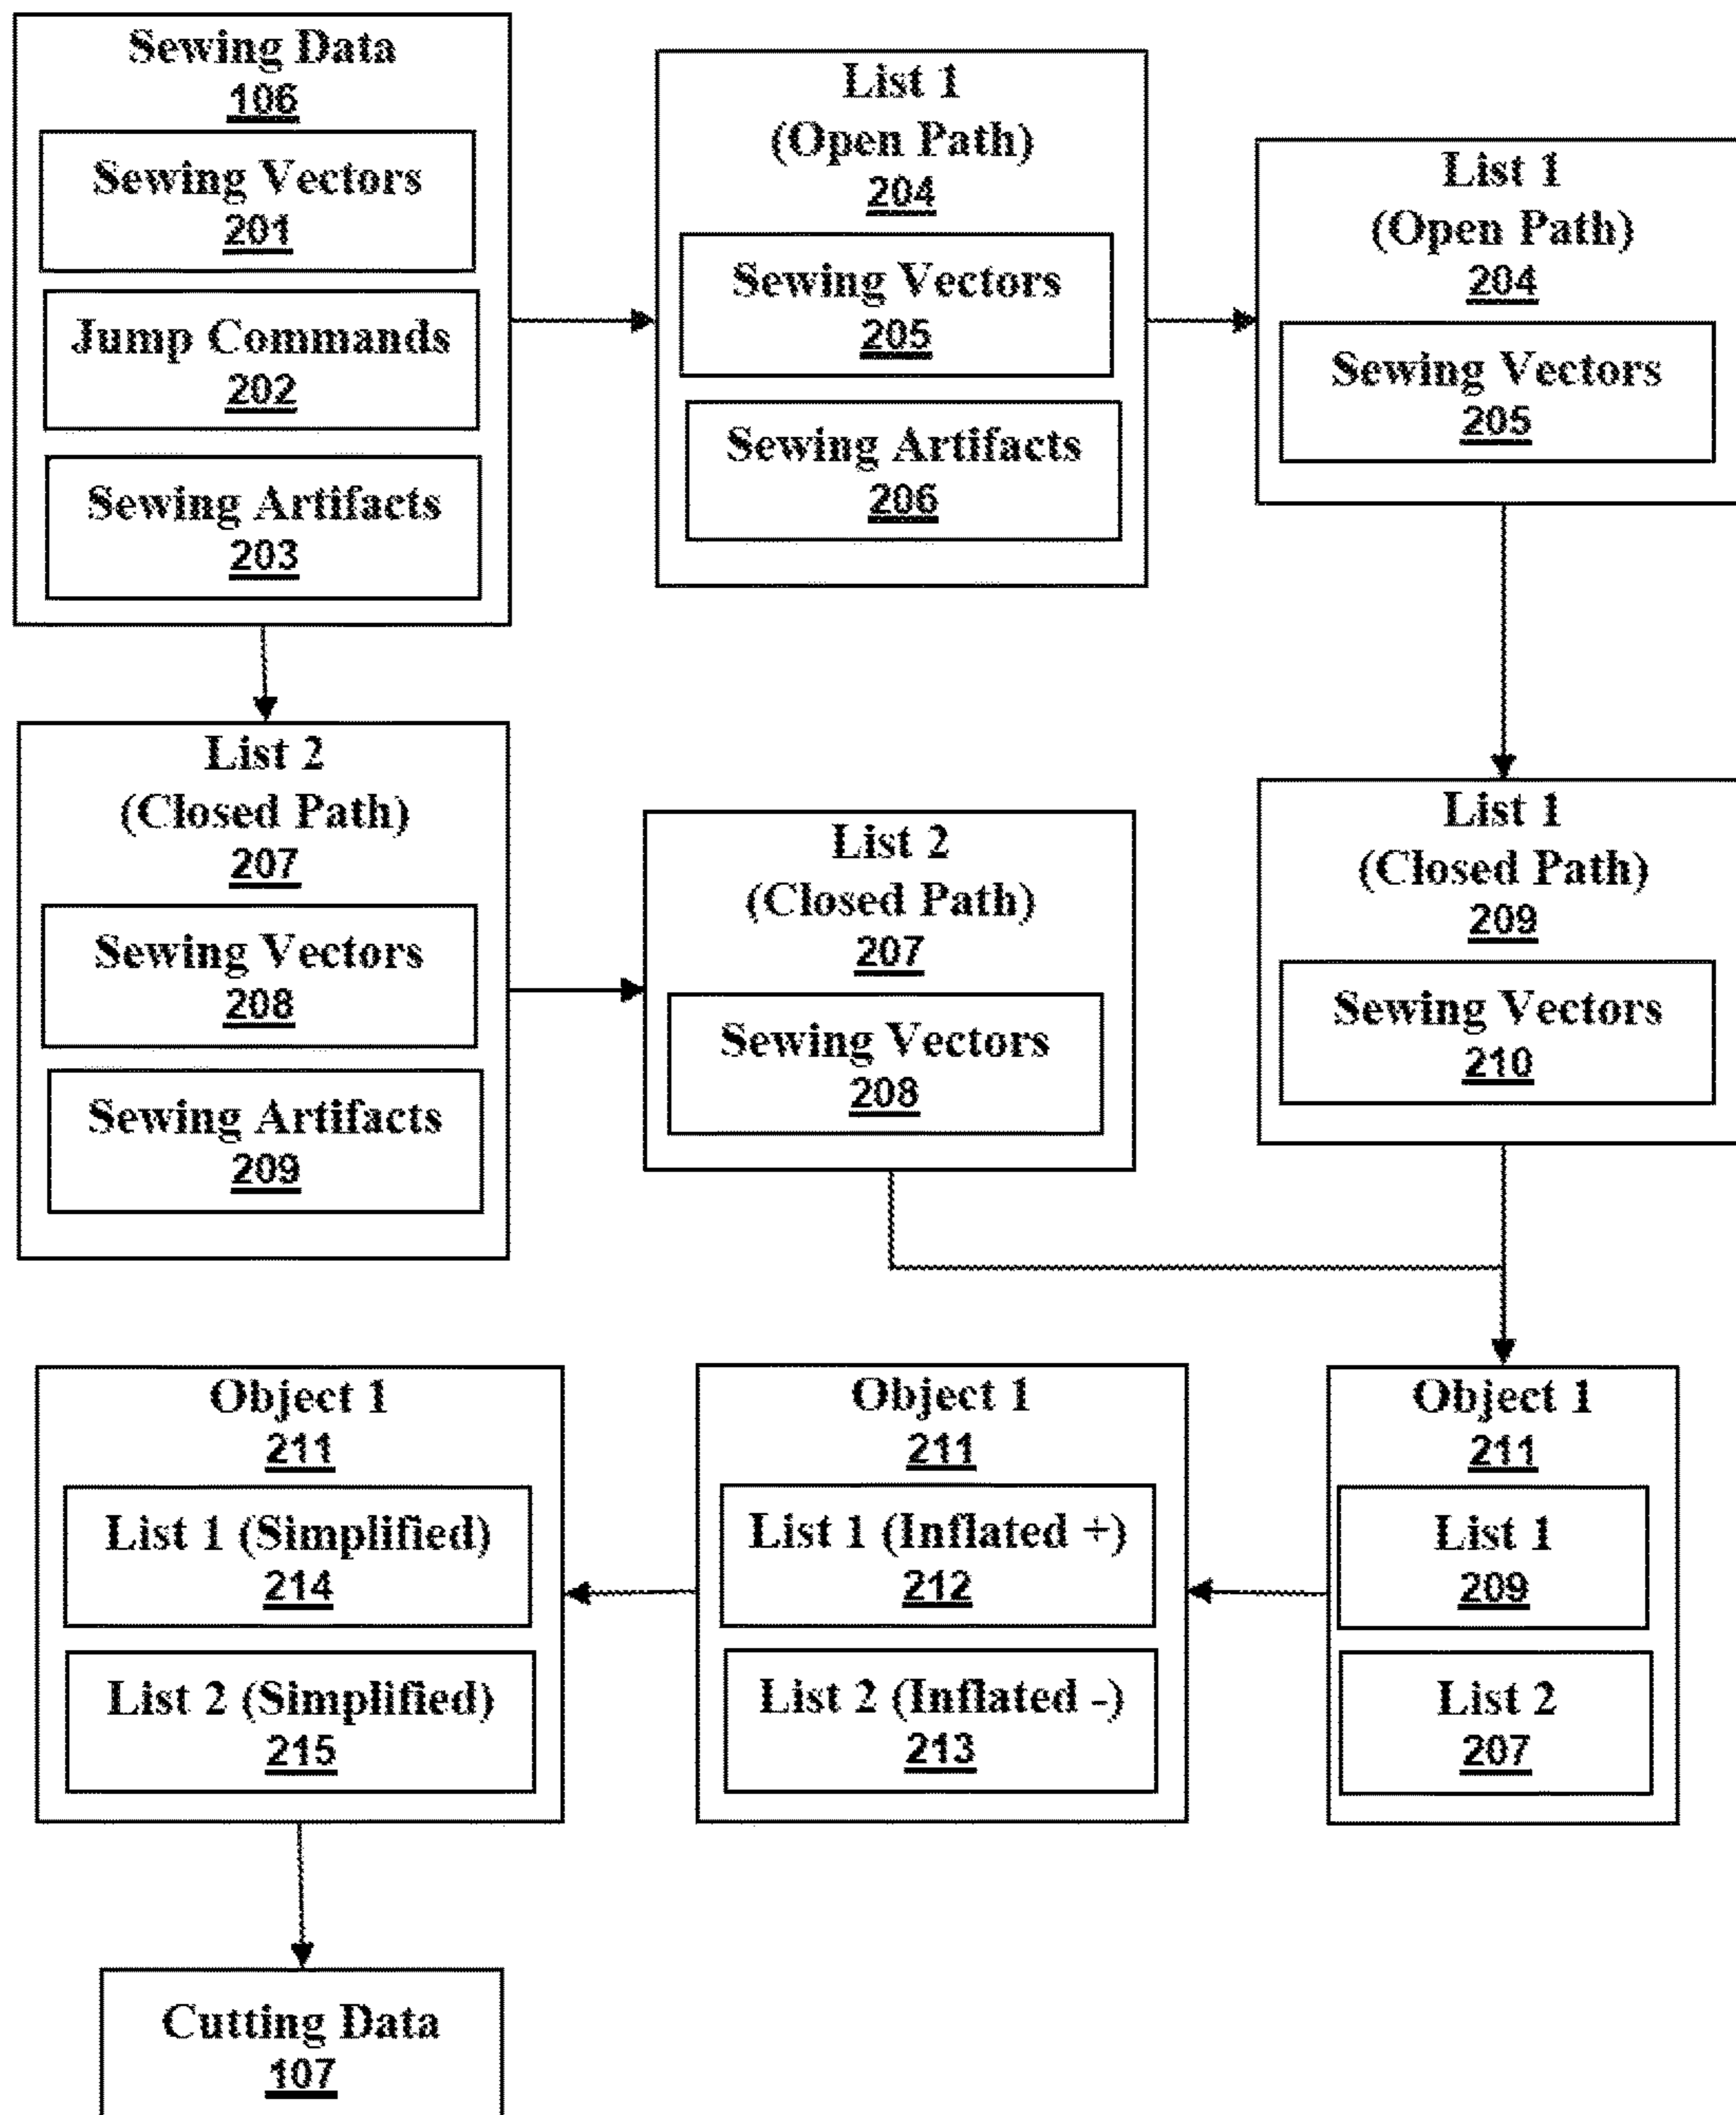 Sewing Data
106
Sewing Vectors
201
Jump Commands
202
Sewing Artifacts
203
List 1
(Open Path)
204
Sewing Vectors
205
Sewing Artifacts
206
List 1
(Open Path)
204
Sewing Vectors
205
List 2
(Closed Path)
207
Sewing Vectors
208
Sewing Artifacts
209
List 2
(Closed Path)
207
Sewing Vectors
208
List 1
(Closed Path)
209
Sewing Vectors
210
Object 1
211
List 1
209
List 2
207
Object 1
211
List 1 (Inflated +)
212
List 2 (Inflated -)
213
Object 1
211
List 1 (Simplified)
214
List 2 (Simplified)
215
Cutting Data
107